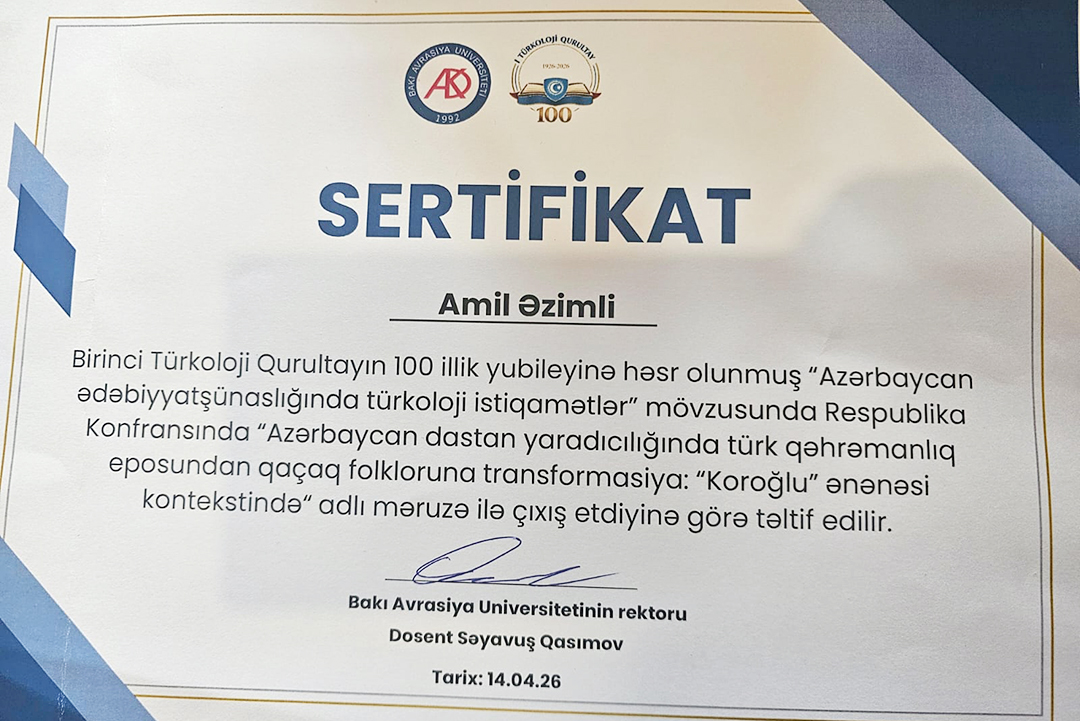 BAKI AVRASİYA UNİVERSİTETİ
AKD
1992
I TÜRKOLOJİ QURULTAY
1926-2026
100
SERTİFİKAT
Amil Əzimli
Birinci Türkoloji Qurultayın 100 illik yubileyinə həsr olunmuş “Azərbaycan
ədəbiyyatşünaslığında türkoloji istiqamətlər” mövzusunda Respublika
Konfransında “Azərbaycan dastan yaradıcılığında türk qəhrəmanlıq
eposundan qaçaq folkloruna transformasiya: “Koroğlu” ənənəsi
kontekstində“ adlı məruzə ilə çıxış etdiyinə görə təltif edilir.
Bakı Avrasiya Universitetinin rektoru
Dosent Səyavuş Qasımov
Tarix: 14.04.26